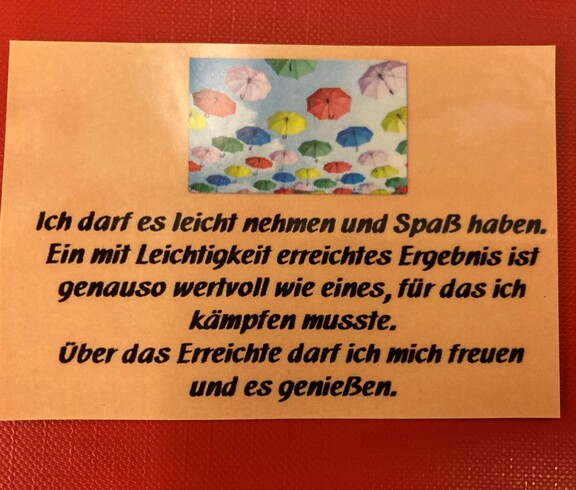 Ich darf es leicht nehmen und Spaß haben.
Ein mit Leichtigkeit erreichtes Ergebnis ist
genauso wertvoll wie eines, für das ich
kämpfen musste.
Über das Erreichte darf ich mich freuen
und es genießen.